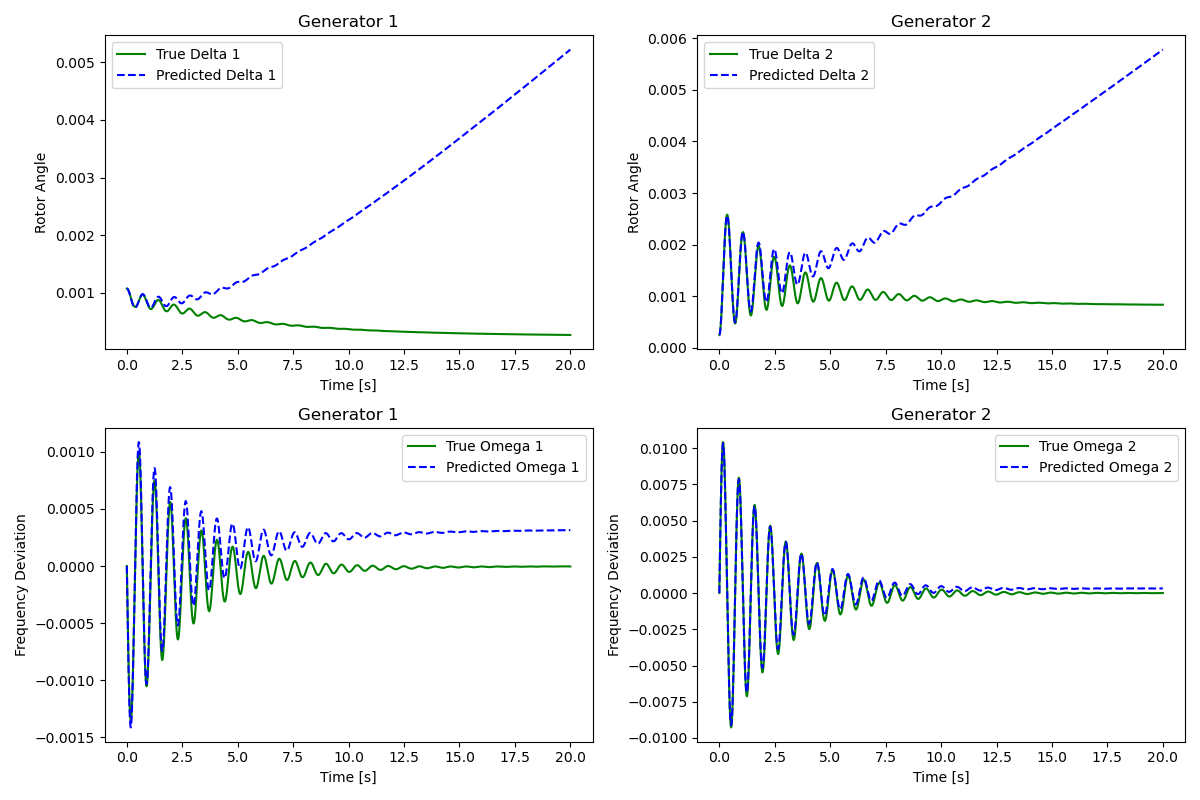 Generator 1
True Delta 1
Predicted Delta 1
0.005
0.004
0.003
0.002
0.001
Rotor Angle
0.0 2.5 5.0 7.5 10.0 12.5 15.0 17.5 20.0
Time [s]
Generator 2
True Delta 2
Predicted Delta 2
0.006
0.005
0.004
0.003
0.002
0.001
0.000
Rotor Angle
0.0 2.5 5.0 7.5 10.0 12.5 15.0 17.5 20.0
Time [s]
Generator 1
True Omega 1
Predicted Omega 1
0.0010
0.0005
0.0000
−0.0005
−0.0010
−0.0015
Frequency Deviation
0.0 2.5 5.0 7.5 10.0 12.5 15.0 17.5 20.0
Time [s]
Generator 2
True Omega 2
Predicted Omega 2
0.0100
0.0075
0.0050
0.0025
0.0000
−0.0025
−0.0050
−0.0075
−0.0100
Frequency Deviation
0.0 2.5 5.0 7.5 10.0 12.5 15.0 17.5 20.0
Time [s]